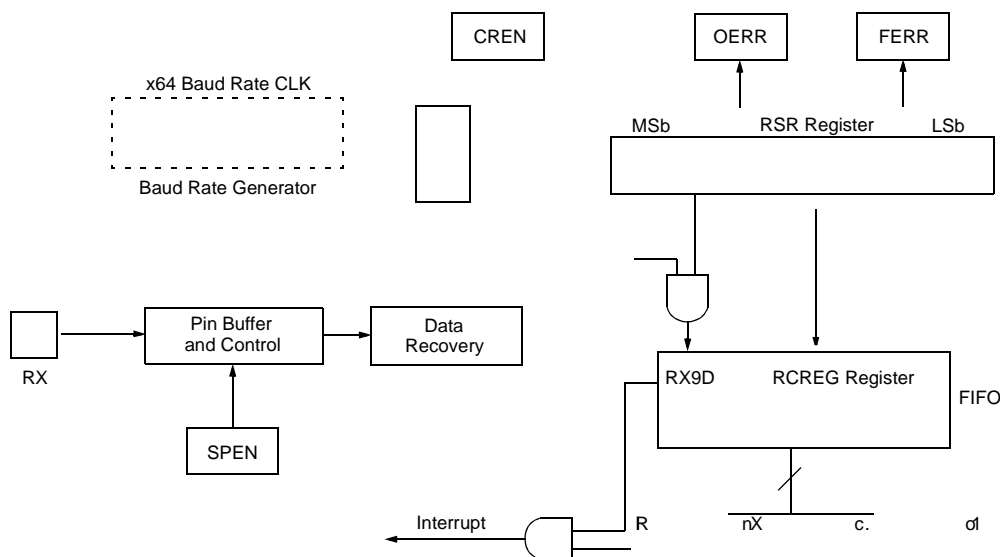 CREN
OERR
FERR
x64 Baud Rate CLK
MSb
RSR Register
LSb
Baud Rate Generator
Pin Buffer
and Control
Data
Recovery
RX
RX9D
RCREG Register
FIFO
SPEN
Interrupt
R
nX
c.